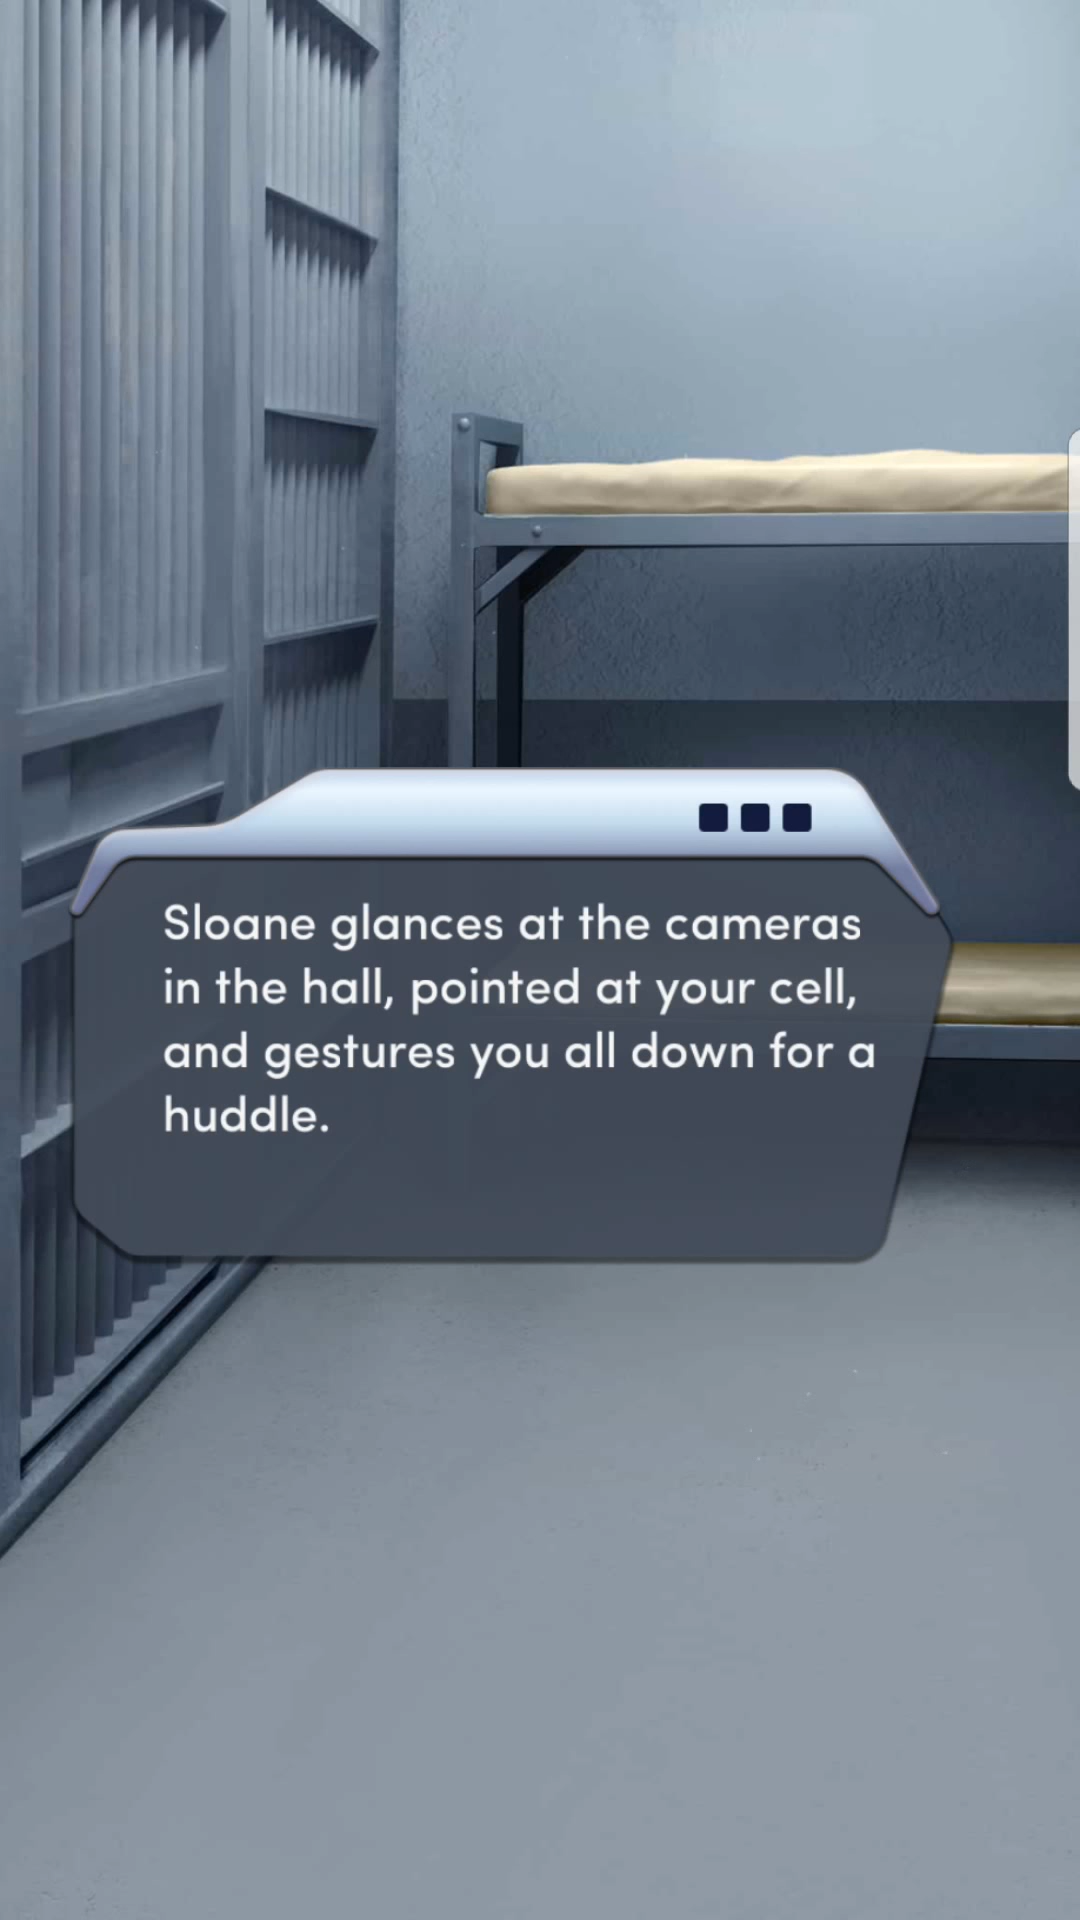 Sloane glances at the cameras
in the hall, pointed at your cell,
and gestures you all down for a
huddle.